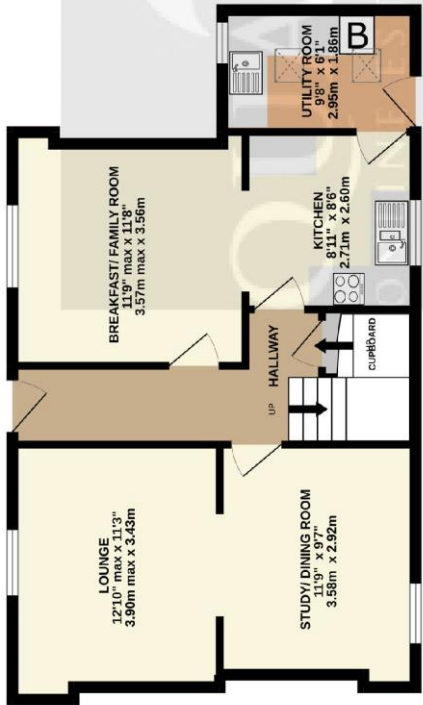 UTILITY ROOM
9'8" x 6'1"
2.95m x 1.86m
B
BREAKFAST/ FAMILY ROOM
11'9" max x 11'8"
3.57m max x 3.56m
KITCHEN
8'11" x 8'6"
2.71m x 2.60m
HALLWAY
UP
CUPBOARD
LOUNGE
12'10" max x 11'3"
3.90m max x 3.43m
STUDY/ DINING ROOM
11'9" x 9'7"
3.58m x 2.92m